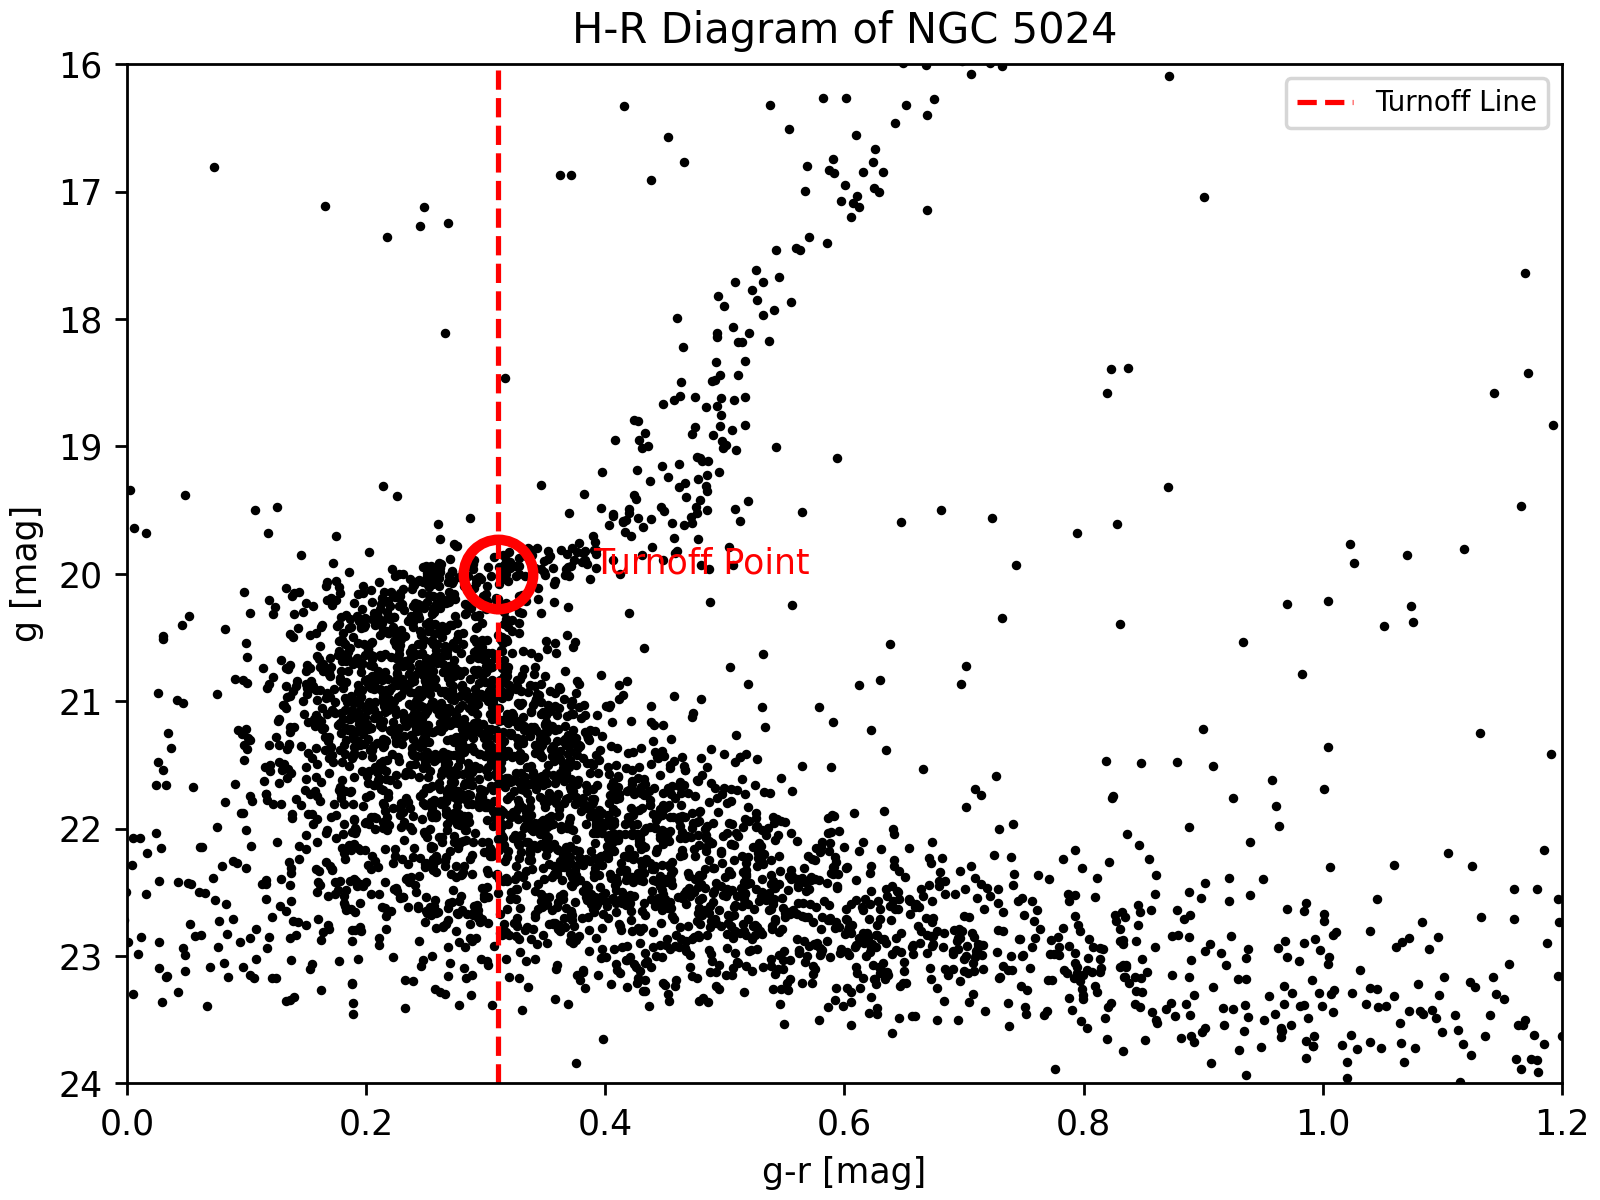 H-R Diagram of NGC 5024
Turnoff Line
16
17
18
19
20
21
22
23
24
g [mag]
Turnoff Point
0.0 0.2 0.4 0.6 0.8 1.0 1.2
g-r [mag]